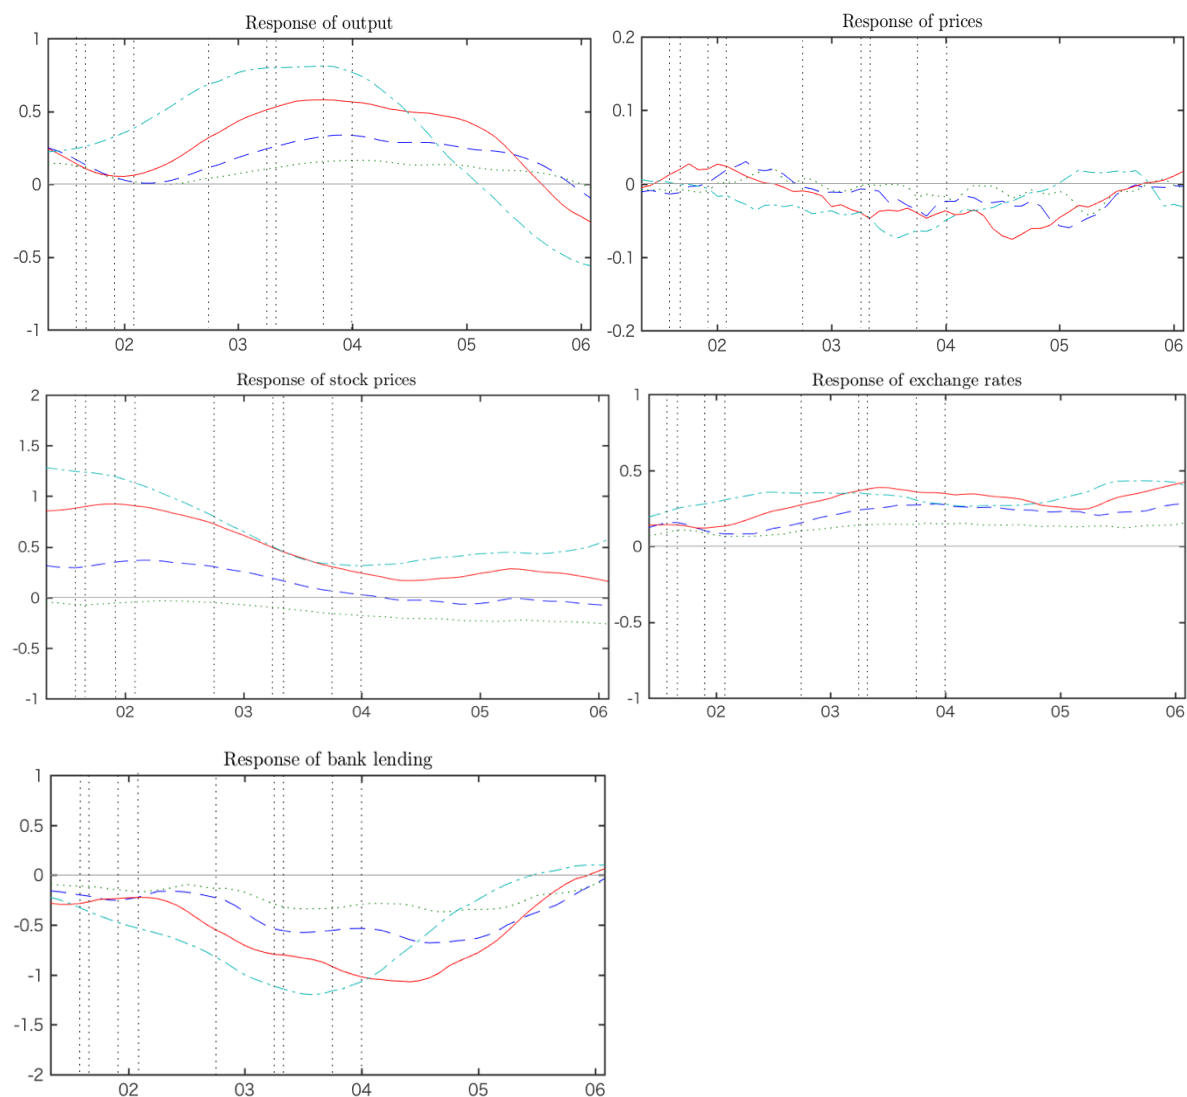 Response of output
1
0.5
0
-0.5
-1
02 03 04 05 06
Response of prices
0.2
0.1
0
-0.1
-0.2
02 03 04 05 06
Response of stock prices
2
1.5
1
0.5
0
-0.5
-1
02 03 04 05 06
Response of exchange rates
1
0.5
0
-0.5
-1
02 03 04 05 06
Response of bank lending
1
0.5
0
-0.5
-1
-1.5
-2
02 03 04 05 06